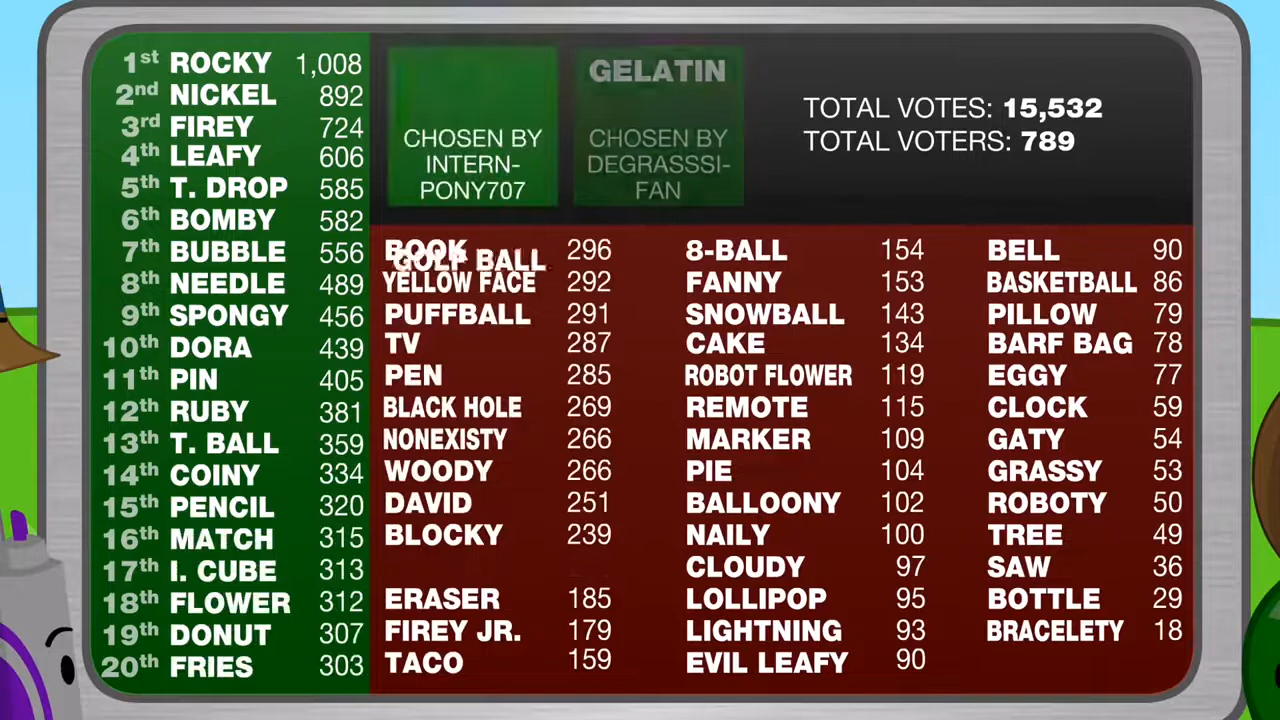 1st ROCKY 1,008
2nd NICKEL 892
3rd FIREY 724
4th LEAFY 606
5th T. DROP 585
6th BOMBY 582
7th BUBBLE 556
8th NEEDLE 489
9th SPONGY 456
10th DORA 439
11th PIN 405
12th RUBY 381
13th T. BALL 359
14th COINY 334
15th PENCIL 320
16th MATCH 315
17th I. CUBE 313
18th FLOWER 312
19th DONUT 307
20th FRIES 303
CHOSEN BY
INTERN-
PONY707
GELATIN
CHOSEN BY
DEGRASSSI-
FAN
TOTAL VOTES: 15,532
TOTAL VOTERS: 789
BOOK 296
GOLF BALL
YELLOW FACE 292
PUFFBALL 291
TV 287
PEN 285
BLACK HOLE 269
NONEXISTY 266
WOODY 266
DAVID 251
BLOCKY 239
ERASER 185
FIREY JR. 179
TACO 159
8-BALL 154
FANNY 153
SNOWBALL 143
CAKE 134
ROBOT FLOWER 119
REMOTE 115
MARKER 109
PIE 104
BALLOONY 102
NAILY 100
CLOUDY 97
LOLLIPOP 95
LIGHTNING 93
EVIL LEAFY 90
BELL 90
BASKETBALL 86
PILLOW 79
BARF BAG 78
EGGY 77
CLOCK 59
GATY 54
GRASSY 53
ROBOTY 50
TREE 49
SAW 36
BOTTLE 29
BRACELETY 18